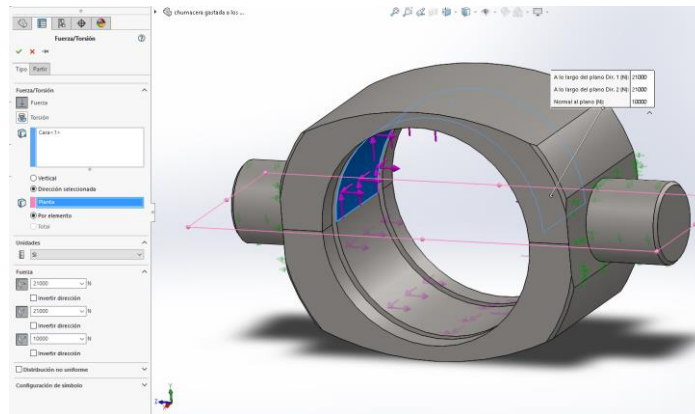 chumacera gastada a los ...
Fuerza/Torsión
Tipo Partir
Fuerza/Torsión
Fuerza
Torsión
Cara<1>
Vertical
Dirección seleccionada
Planta
Por elemento
Total
Unidades
SI
Fuerza
21000 N
Invertir dirección
21000 N
Invertir dirección
10000 N
Invertir dirección
Distribución no uniforme
Configuración de símbolo
A lo largo del plano Dir. 1 (N): 21000
A lo largo del plano Dir. 2 (N): 21000
Normal al plano (N): 10000